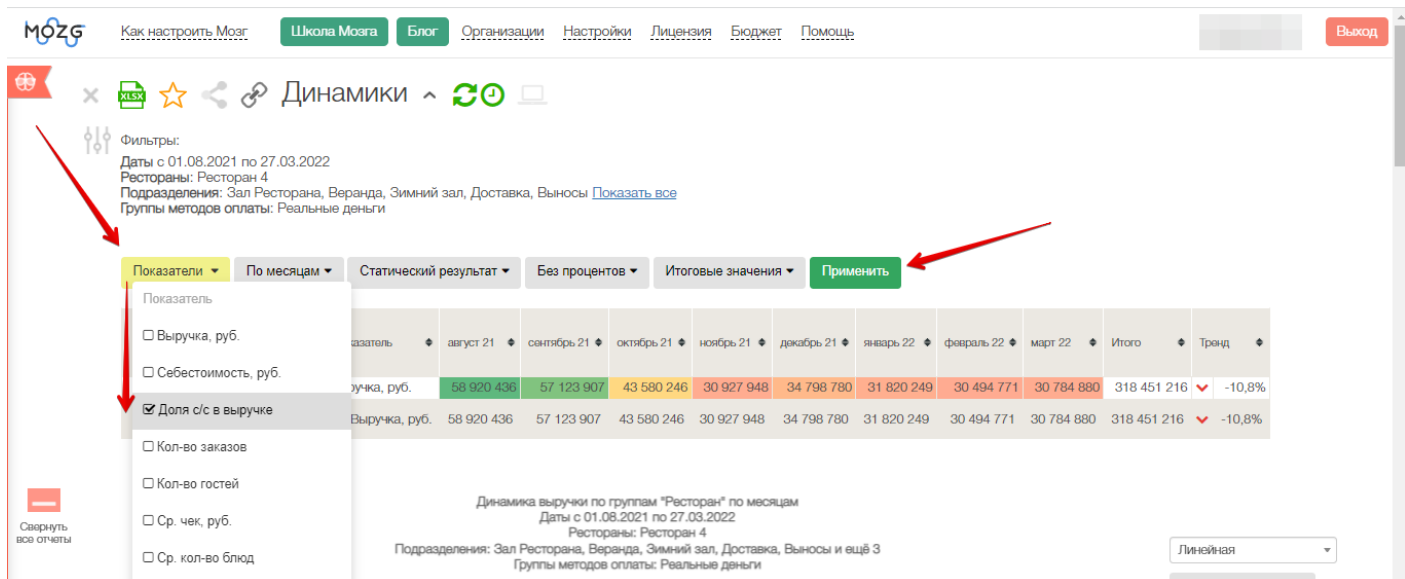 MOZG Как настроить Мозг Школа Мозга Блог Организации Настройки Лицензия Бюджет Помощь Выход
XLSX Динамики
Фильтры:
Даты с 01.08.2021 по 27.03.2022
Рестораны: Ресторан 4
Подразделения: Зал Ресторана, Веранда, Зимний зал, Доставка, Выносы Показать все
Группы методов оплаты: Реальные деньги
Показатели По месяцам Статический результат Без процентов Итоговые значения Применить
Показатель
Выручка, руб.
Себестоимость, руб.
Доля с/с в выручке
Кол-во заказов
Кол-во гостей
Ср. чек, руб.
Ср. кол-во блюд
казатель август 21 сентябрь 21 октябрь 21 ноябрь 21 декабрь 21 январь 22 февраль 22 март 22 Итого Тренд
ручка, руб. 58 920 436 57 123 907 43 580 246 30 927 948 34 798 780 31 820 249 30 494 771 30 784 880 318 451 216 -10,8%
Выручка, руб. 58 920 436 57 123 907 43 580 246 30 927 948 34 798 780 31 820 249 30 494 771 30 784 880 318 451 216 -10,8%
Свернуть
все отчеты
Динамика выручки по группам "Ресторан" по месяцам
Даты с 01.08.2021 по 27.03.2022
Рестораны: Ресторан 4
Подразделения: Зал Ресторана, Веранда, Зимний зал, Доставка, Выносы и ещё 3
Группы методов оплаты: Реальные деньги
Линейная